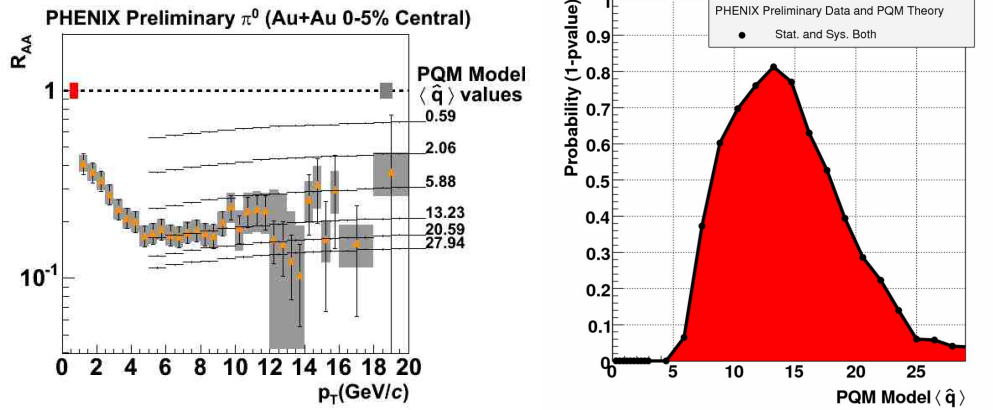 PHENIX Preliminary π⁰ (Au+Au 0-5% Central)
R_AA
1
10⁻¹
PQM Model
⟨q̂⟩ values
0.59
2.06
5.88
13.23
20.59
27.94
0 2 4 6 8 10 12 14 16 18 20
p_T(GeV/c)
PHENIX Preliminary Data and PQM Theory
Stat. and Sys. Both
Probability (1-pvalue)
1
0.9
0.8
0.7
0.6
0.5
0.4
0.3
0.2
0.1
0
0 5 10 15 20 25
PQM Model ⟨q̂⟩